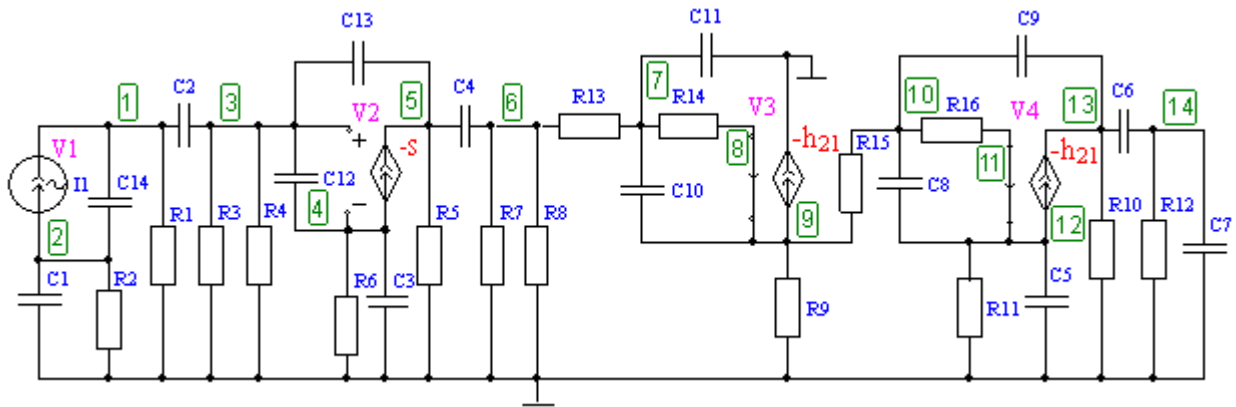 C13
C11
C9
1
C2
3
V2
5
C4
6
R13
7
R14
V3
10
R16
V4
13
C6
14
+
-S
-h21
-h21
V1
I1
C14
C12
8
R15
11
C8
2
R1
R3
R4
4
−
R5
R7
R8
C10
9
12
R10
R12
C7
C1
R2
R6
C3
R9
R11
C5